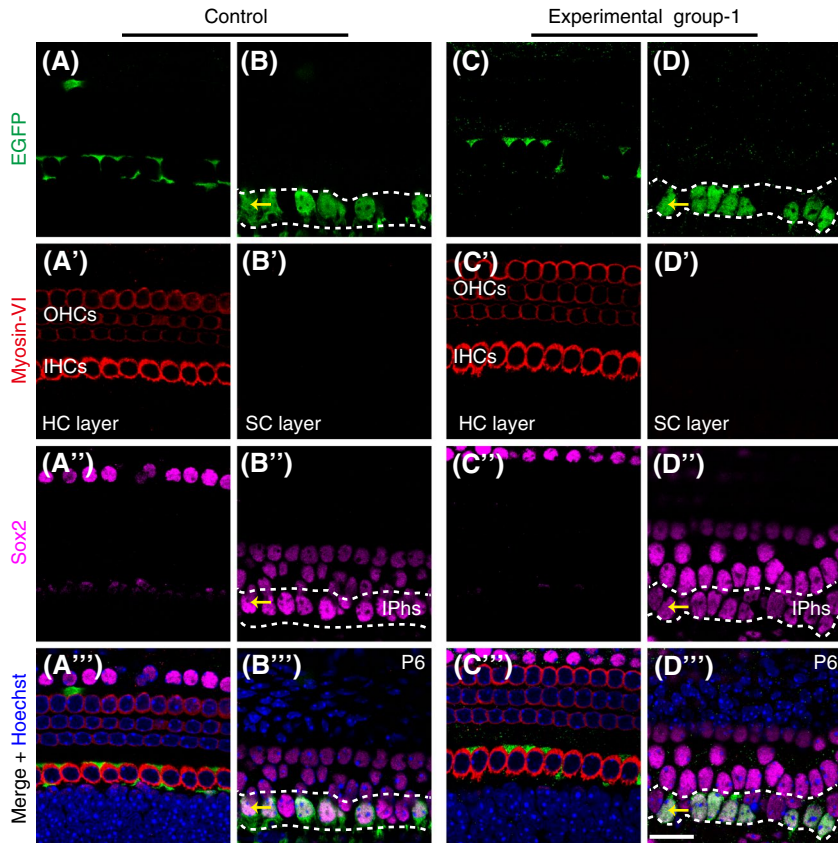 Control
Experimental group-1
EGFP
(A)
(B)
(C)
(D)
Myosin-VI
(A')
OHCs
IHCs
HC layer
(B')
SC layer
(C')
OHCs
IHCs
HC layer
(D')
SC layer
Sox2
(A'')
(B'')
IPhs
(C'')
(D'')
IPhs
Merge + Hoechst
(A''')
(B''')
P6
(C''')
(D''')
P6